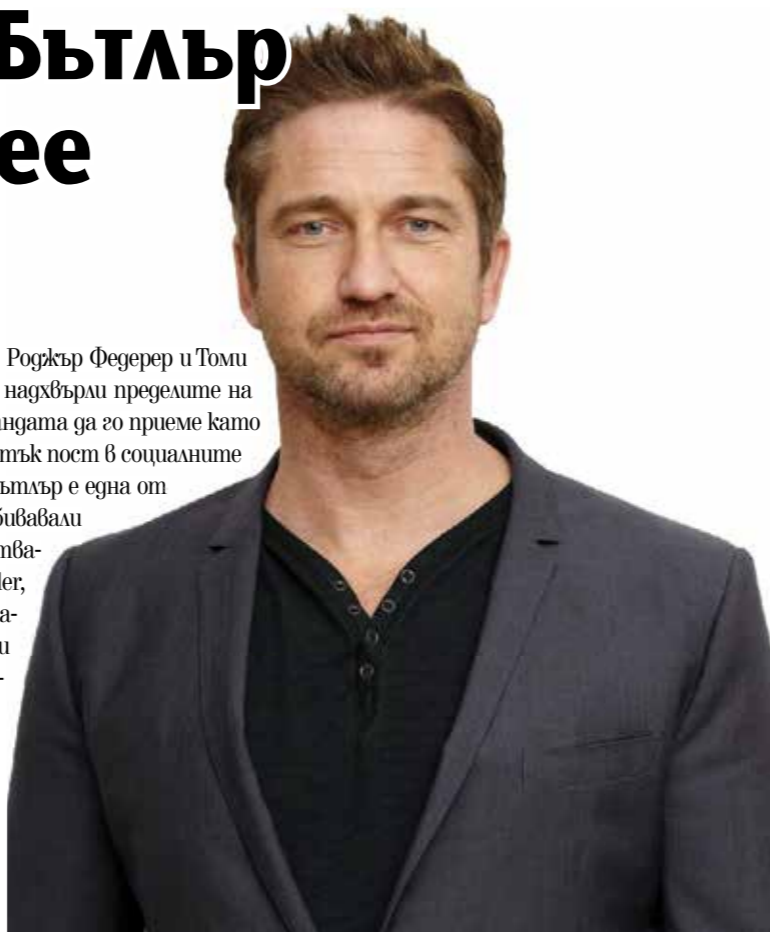 Бътлър
ее
Роджър Федерер и Томи
надхвърли пределите на
ндата да го приеме като
тък пост в социалните
ътлър е една от
бивавали
тва-
ler,
а-
и
-